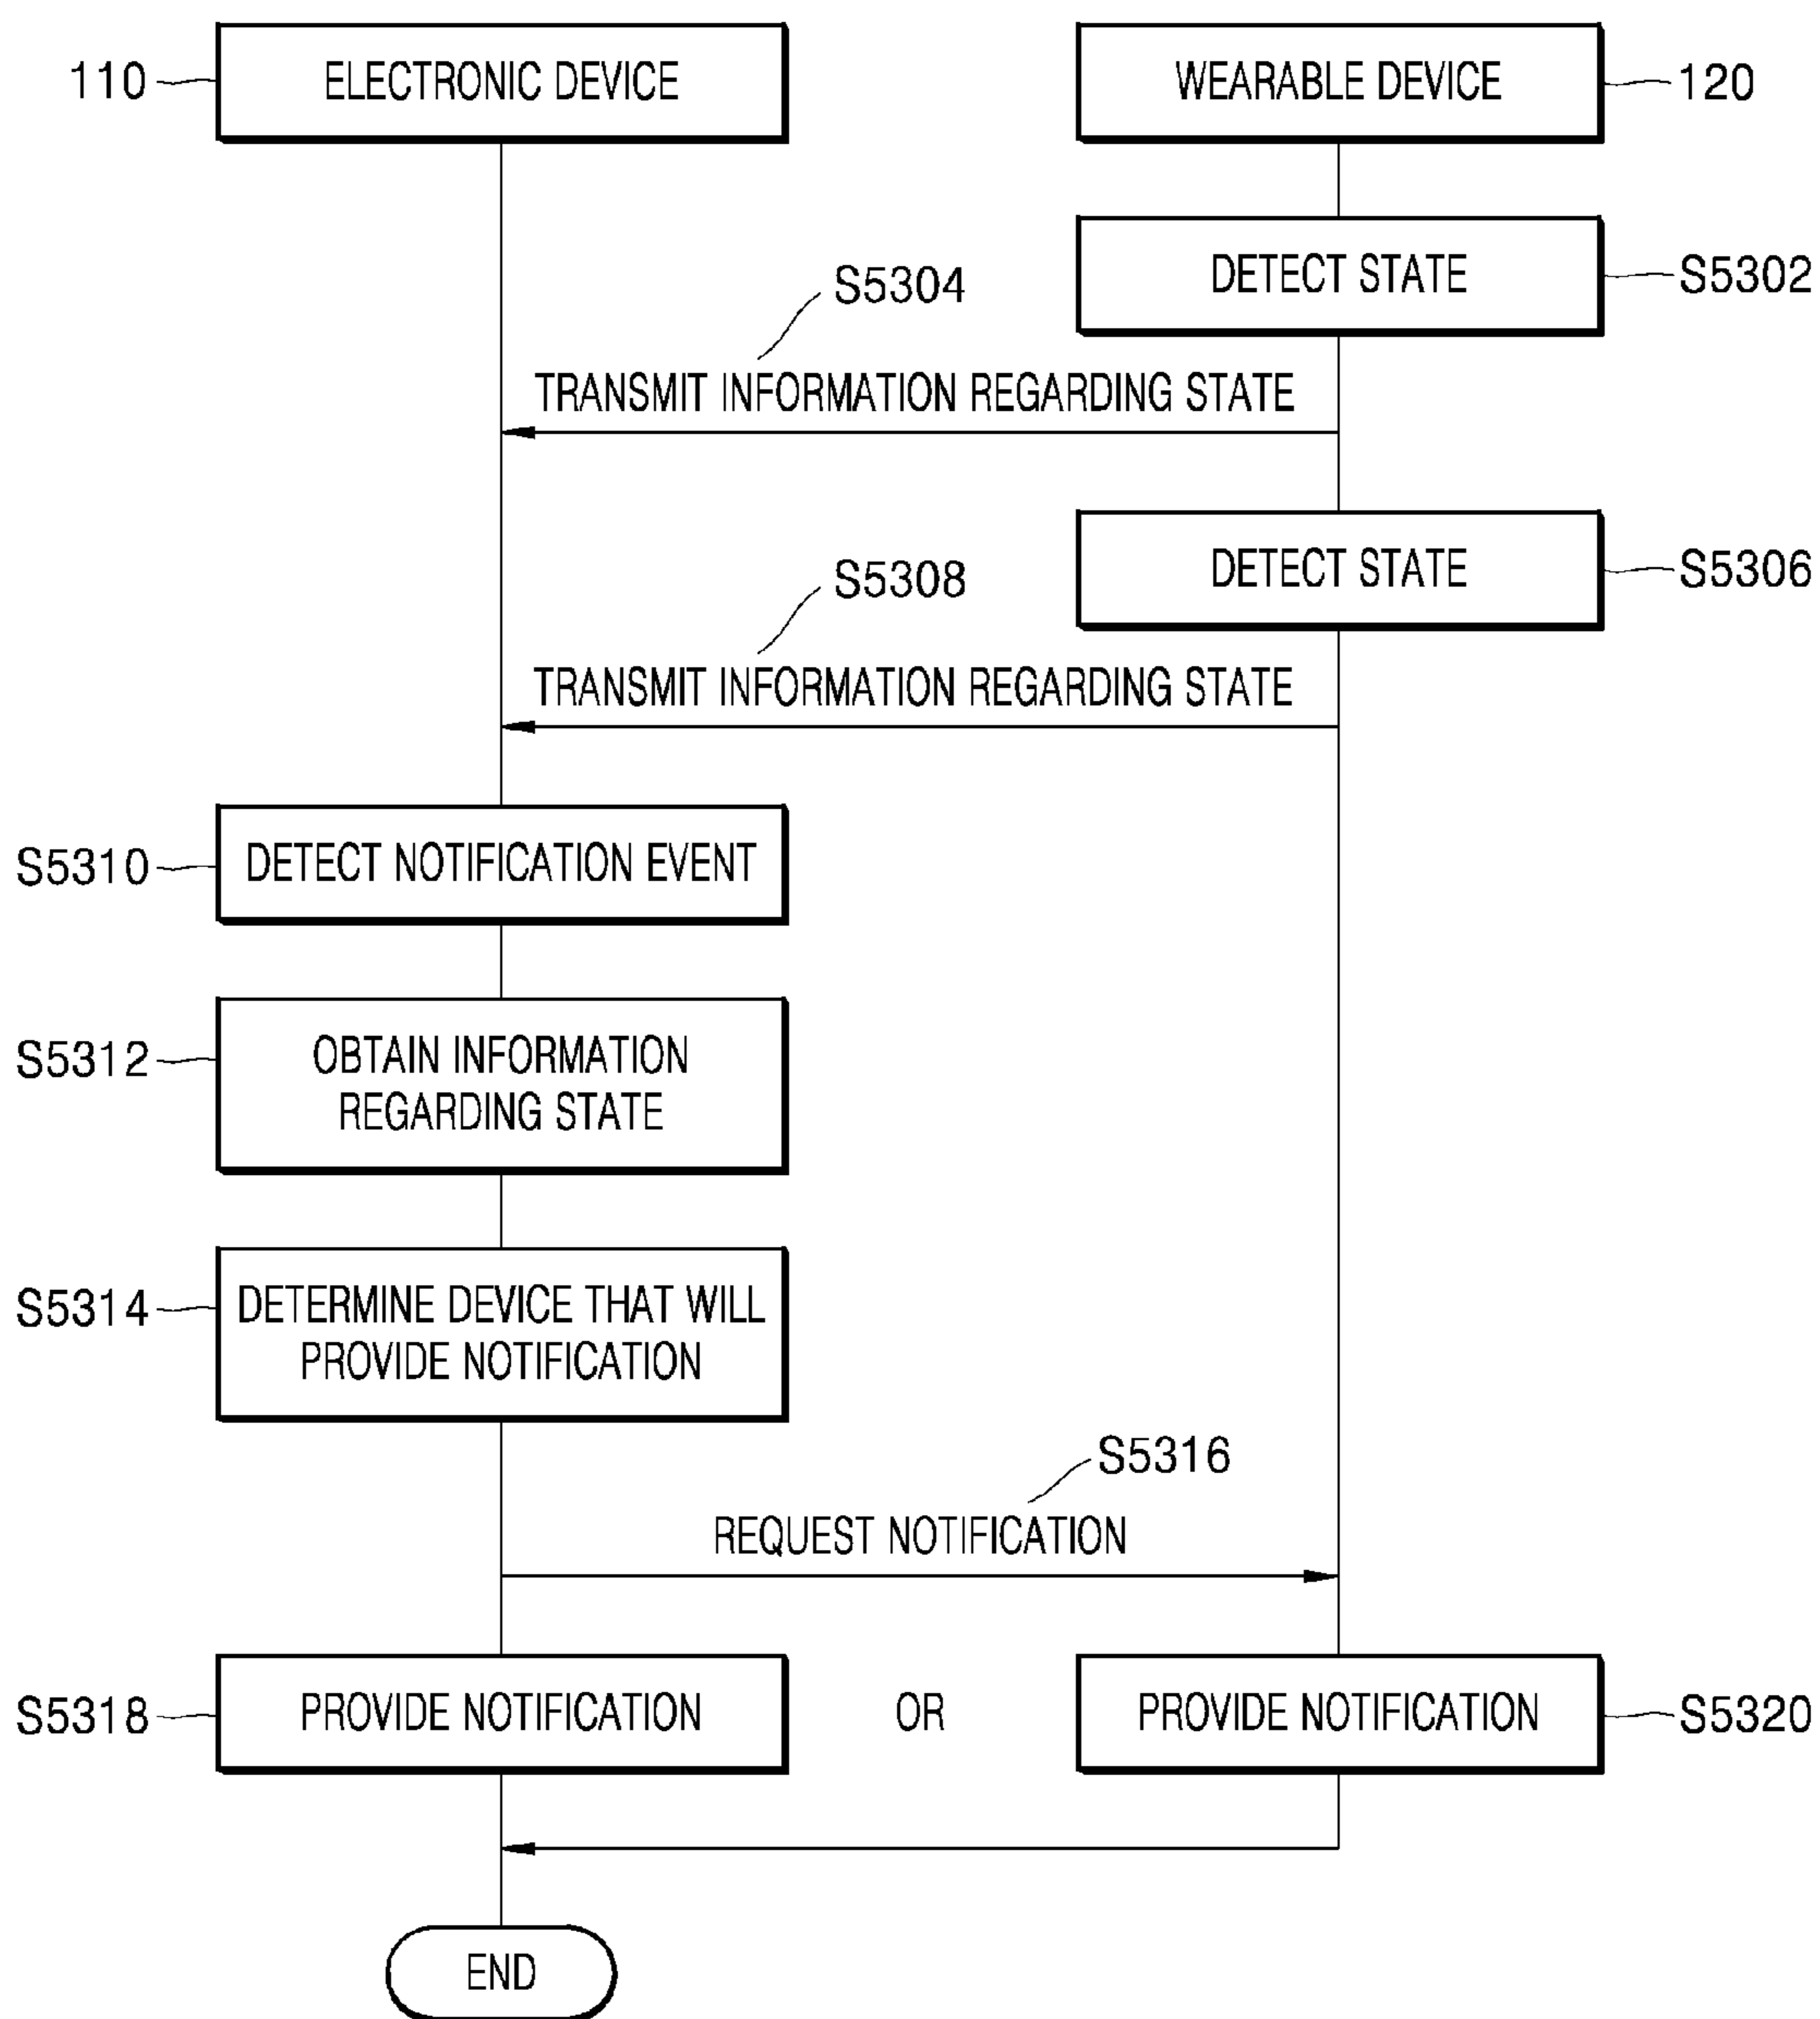 110
ELECTRONIC DEVICE
WEARABLE DEVICE
120
DETECT STATE
S5302
S5304
TRANSMIT INFORMATION REGARDING STATE
DETECT STATE
S5306
S5308
TRANSMIT INFORMATION REGARDING STATE
S5310
DETECT NOTIFICATION EVENT
S5312
OBTAIN INFORMATION
REGARDING STATE
S5314
DETERMINE DEVICE THAT WILL
PROVIDE NOTIFICATION
S5316
REQUEST NOTIFICATION
S5318
PROVIDE NOTIFICATION
OR
PROVIDE NOTIFICATION
S5320
END